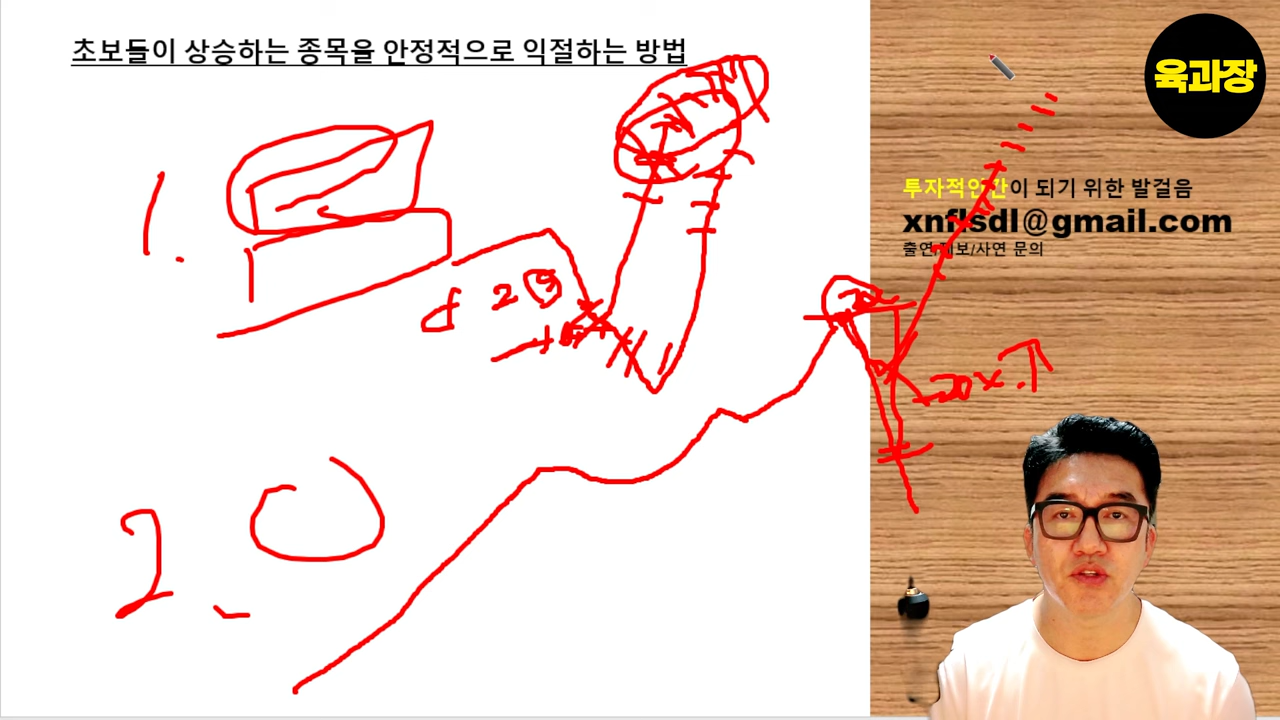 초보들이 상승하는 종목을 안정적으로 익절하는 방법
육과장
투자적인간이 되기 위한 발걸음
xnflsdl@gmail.com
출연/제보/사연 문의
1.
2.